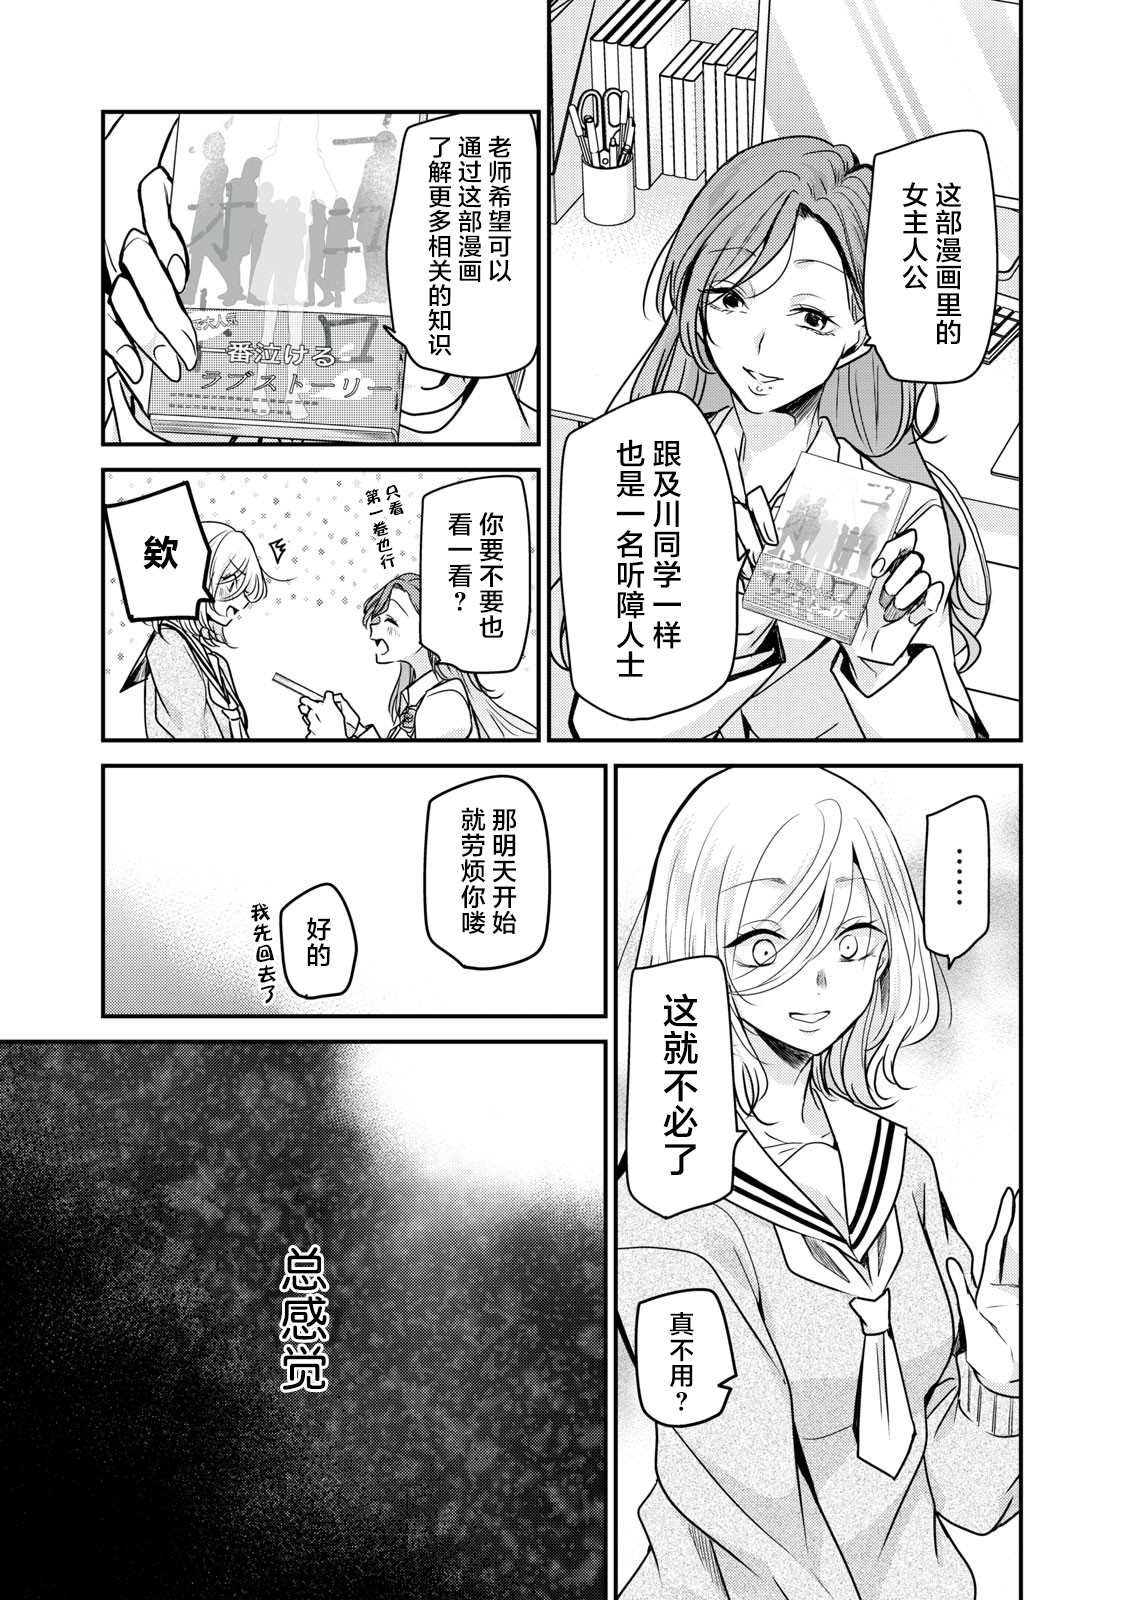 这部漫画里的
女主人公
跟及川同学一样
也是一名听障人士
老师希望可以
通过这部漫画
了解更多相关的知识
で大人気
一番泣ける
ラブストーリー
你要不要也
看一看？
只看
第一卷也行
欸
……
这就不必了
真不用？
那明天开始
就劳烦你喽
好的
我先回去了
总感觉